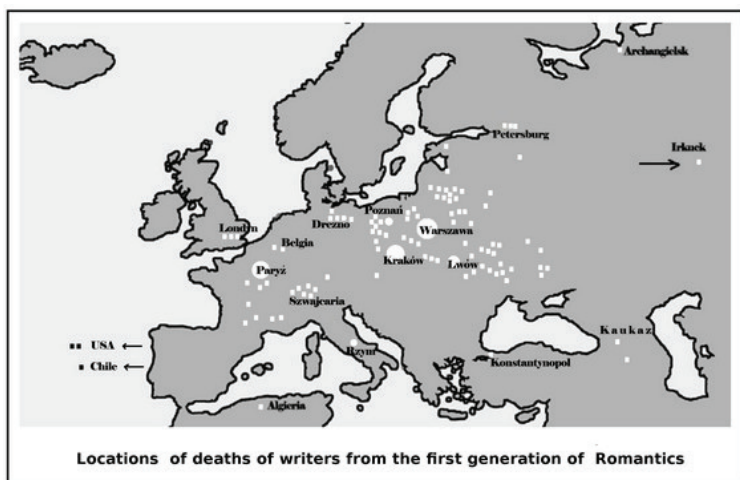 Archangielsk
Petersburg
Irkuck
Londyn
Drezno
Poznań
Belgia
Warszawa
Paryż
Kraków
Lwów
Szwajcaria
Kaukaz
USA
Rzym
Konstantynopol
Chile
Algieria
Locations of deaths of writers from the first generation of Romantics